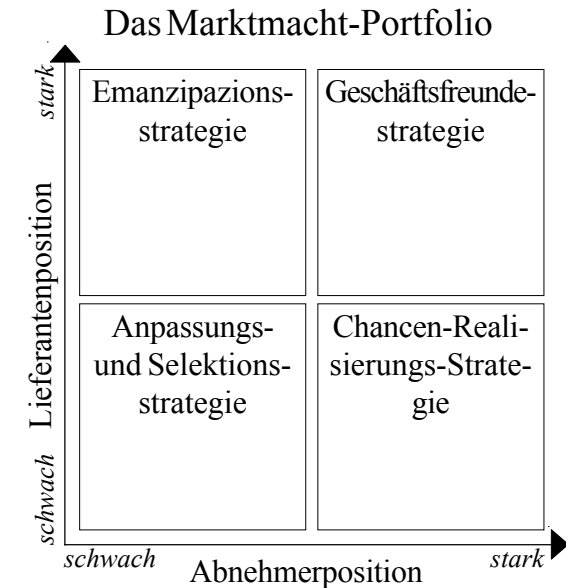 Das Marktmacht-Portfolio
stark
Emanzipazions-
strategie
Geschäftsfreunde-
strategie
Lieferantenposition
Anpassungs-
und Selektions-
strategie
Chancen-Reali-
sierungs-Strate-
gie
schwach
schwach
Abnehmerposition
stark